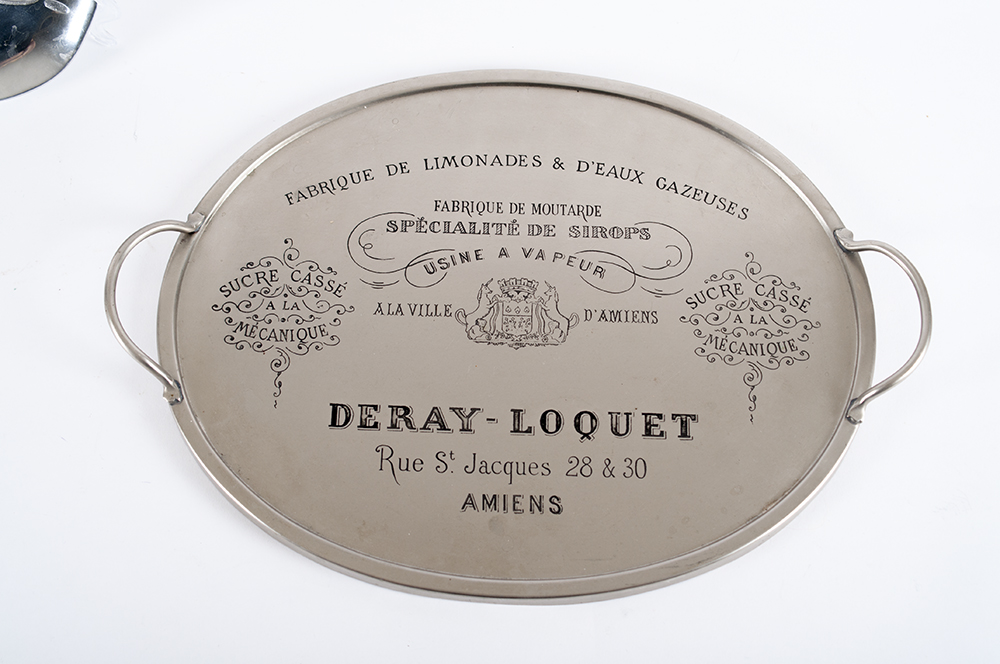 FABRIQUE DE LIMONADES & D'EAUX GAZEUSES
FABRIQUE DE MOUTARDE
SPÉCIALITÉ DE SIROPS
USINE A VAPEUR
SUCRE CASSÉ
A LA
MÉCANIQUE
A LA VILLE D'AMIENS
SUCRE CASSÉ
A LA
MÉCANIQUE
DERAY-LOQUET
Rue St Jacques 28 & 30
AMIENS